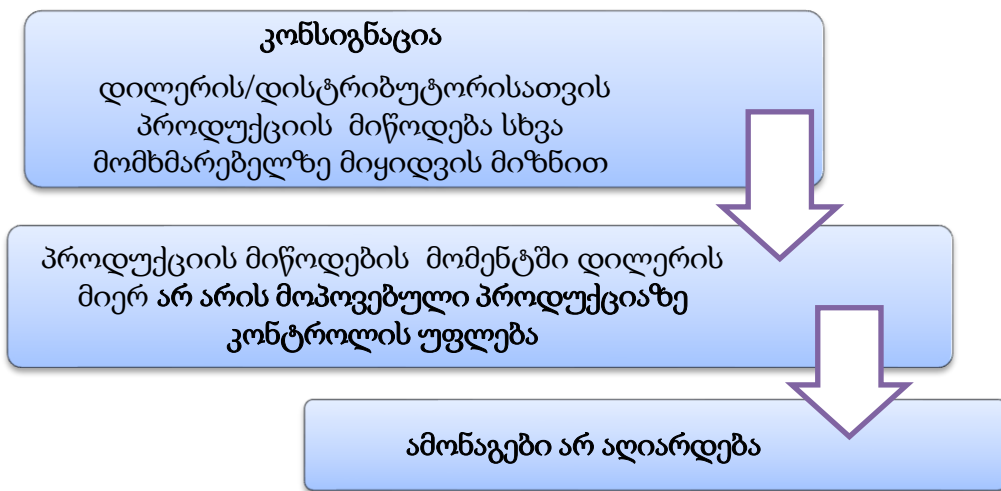 კონსიგნაცია
დილერის/დისტრიბუტორისათვის
პროდუქციის მიწოდება სხვა
მომხმარებელზე მიყიდვის მიზნით
პროდუქციის მიწოდების მომენტში დილერის
მიერ არ არის მოპოვებული პროდუქციაზე
კონტროლის უფლება
ამონაგები არ აღიარდება